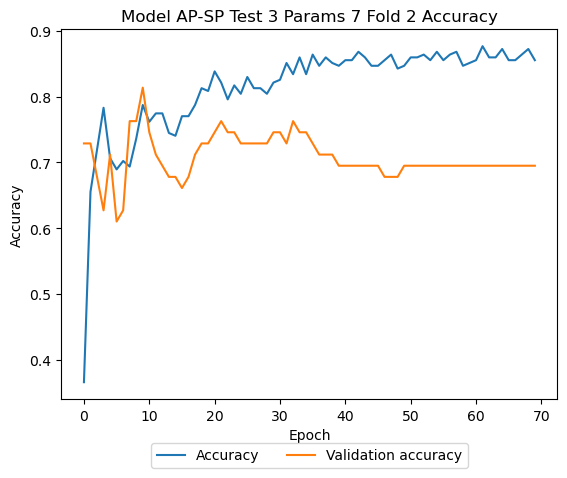 Model AP-SP Test 3 Params 7 Fold 2 Accuracy
0.9
0.8
0.7
0.6
0.5
0.4
Accuracy
0 10 20 30 40 50 60 70
Epoch
Accuracy Validation accuracy